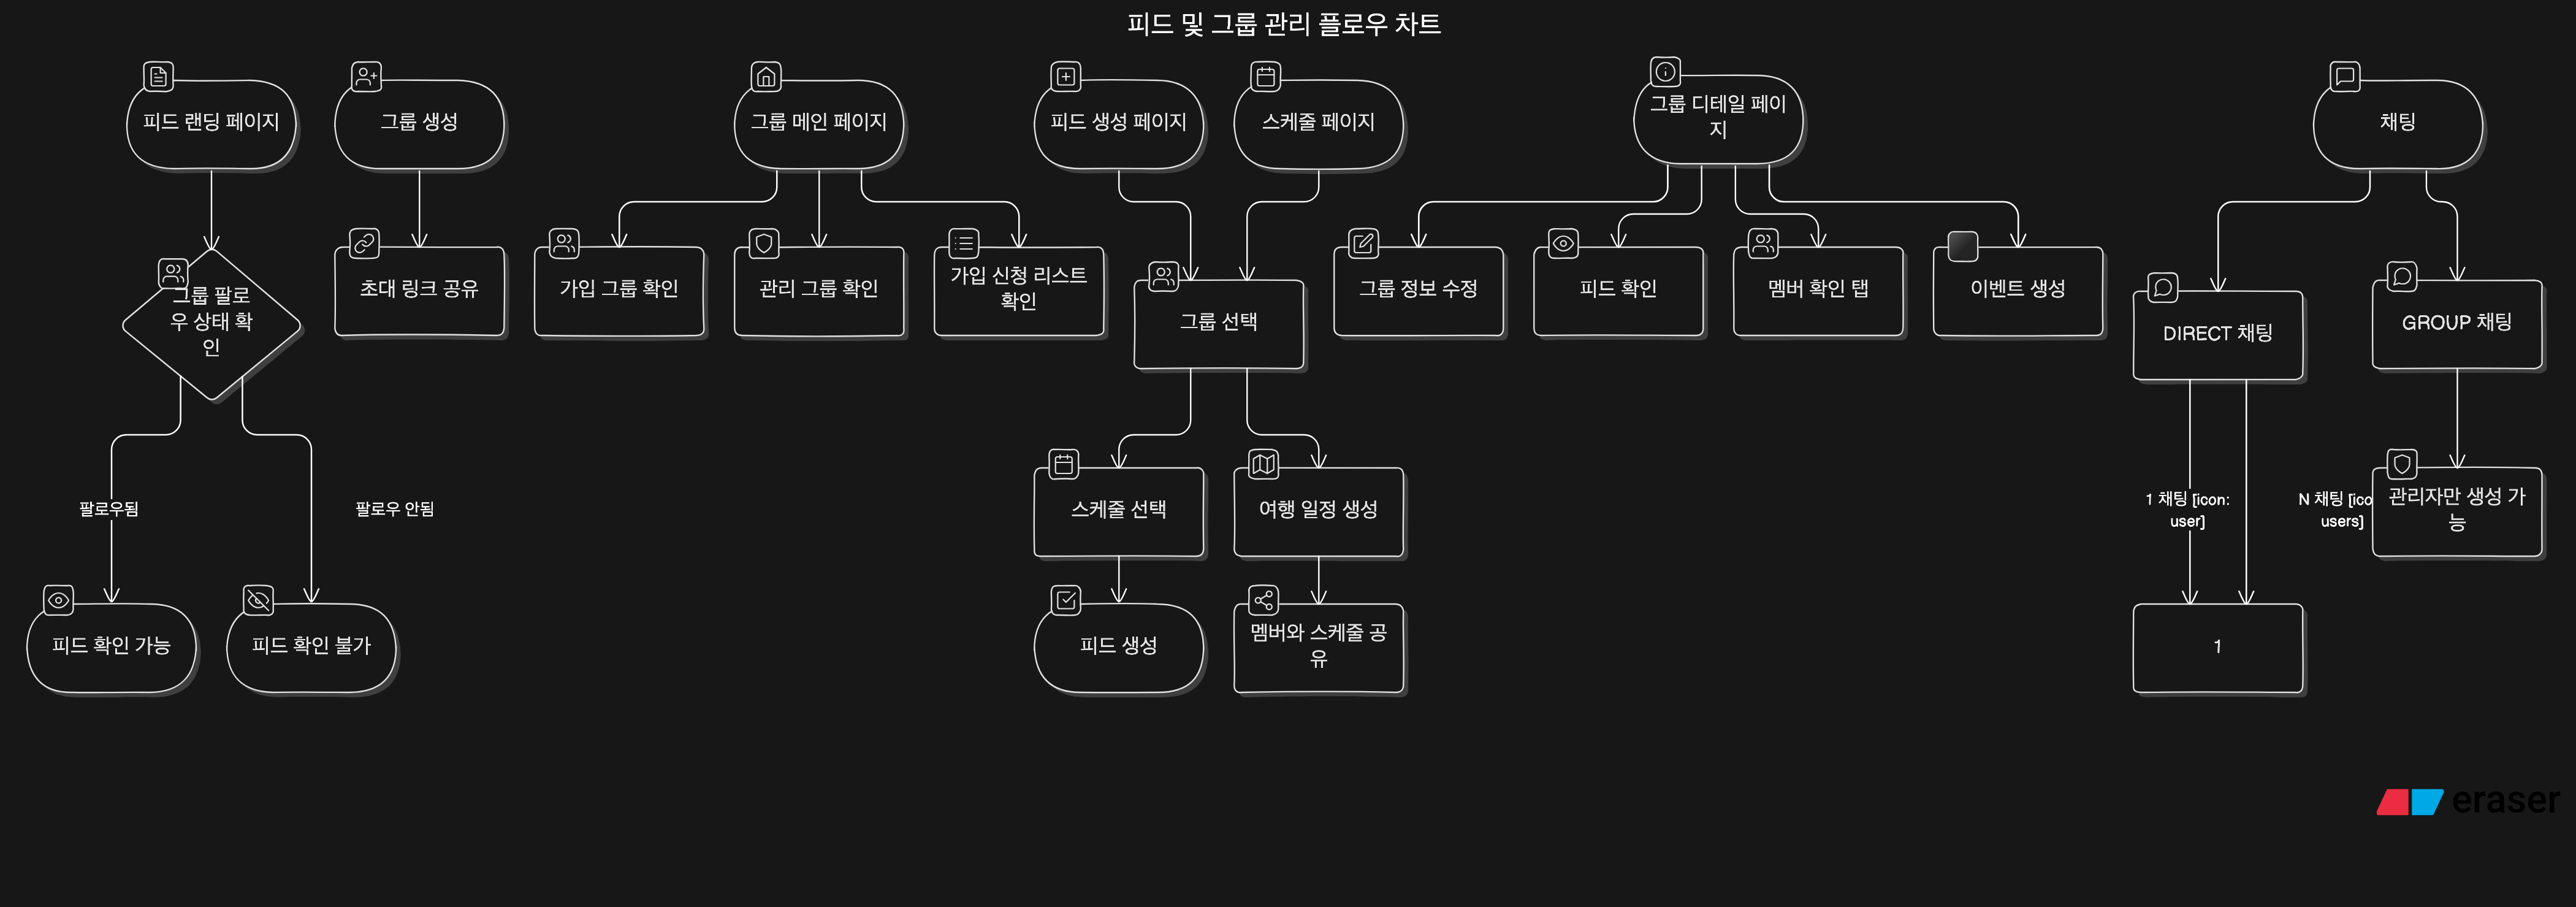 피드 및 그룹 관리 플로우 차트
피드 랜딩 페이지
그룹 생성
그룹 메인 페이지
피드 생성 페이지
스케줄 페이지
그룹 디테일 페이
지
채팅
그룹 팔로
우 상태 확
인
초대 링크 공유
가입 그룹 확인
관리 그룹 확인
가입 신청 리스트
확인
그룹 선택
그룹 정보 수정
피드 확인
멤버 확인 탭
이벤트 생성
DIRECT 채팅
GROUP 채팅
팔로우됨
팔로우 안됨
스케줄 선택
여행 일정 생성
1 채팅 [icon:
user]
N 채팅 [ico
users]
관리자만 생성 가
능
피드 확인 가능
피드 확인 불가
피드 생성
멤버와 스케줄 공
유
1
eraser